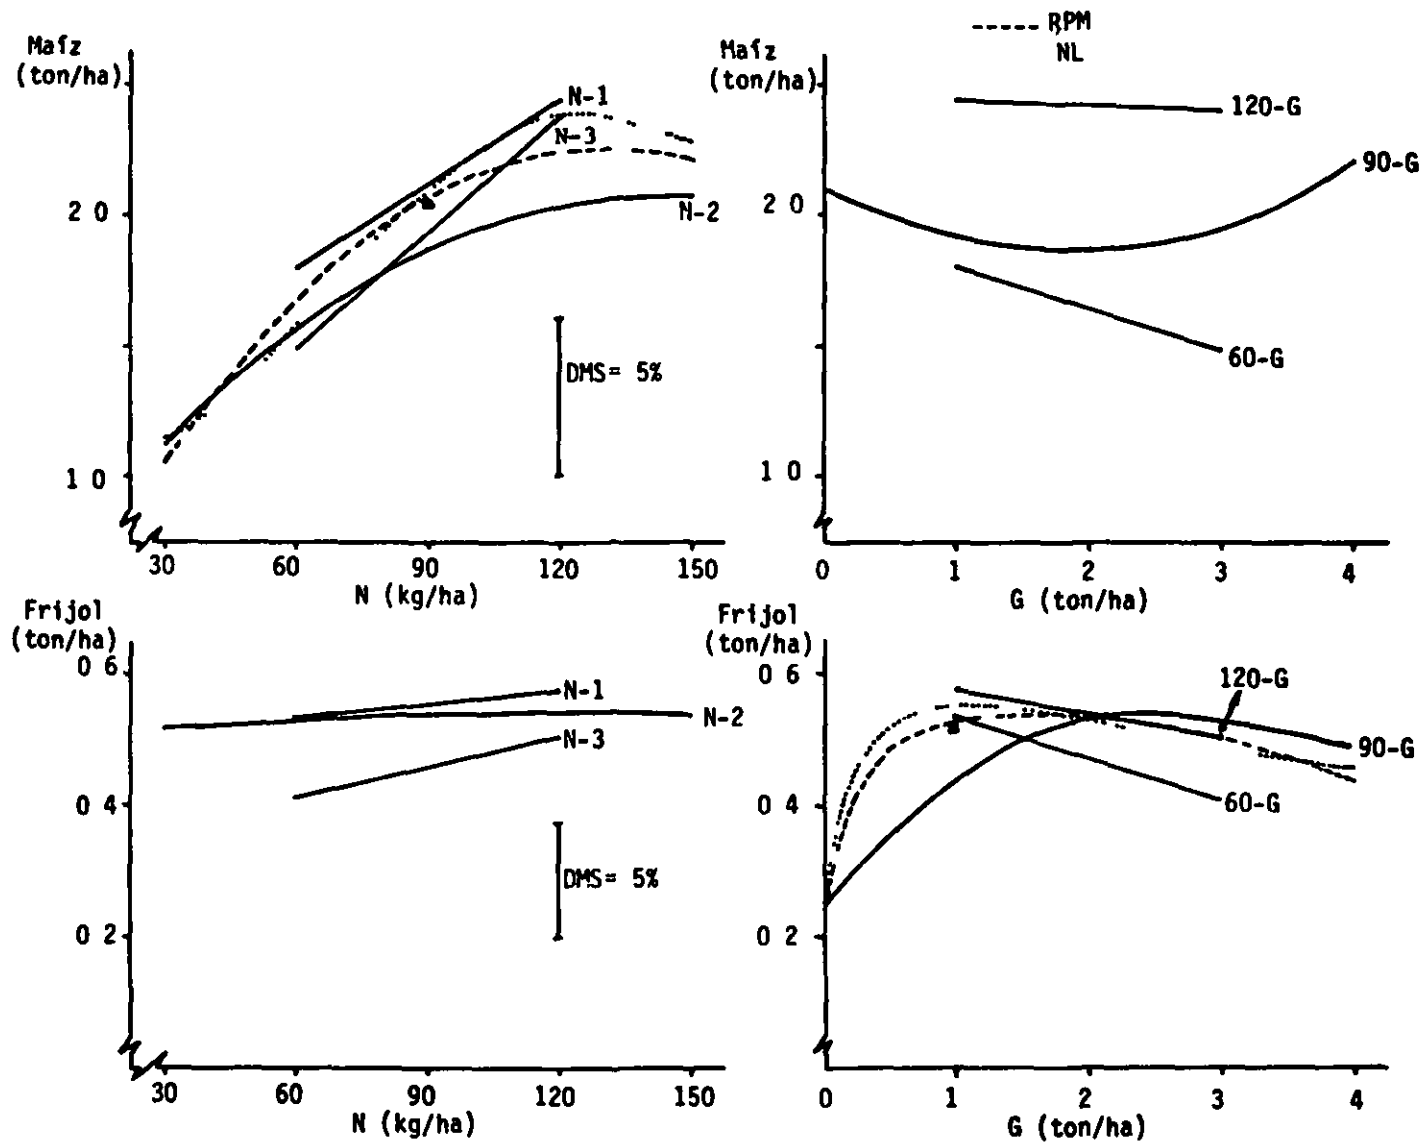 RPM
NL
Maíz
(ton/ha)
N-1
N-3
N-2
2 0
1 0
DMS= 5%
30 60 90 120 150
N (kg/ha)
Maíz
(ton/ha)
120-G
90-G
60-G
2 0
1 0
0 1 2 3 4
G (ton/ha)
Frijol
(ton/ha)
0 6
0 4
0 2
N-1
N-2
N-3
DMS= 5%
30 60 90 120 150
N (kg/ha)
Frijol
(ton/ha)
0 6
0 4
0 2
120-G
90-G
60-G
0 1 2 3 4
G (ton/ha)